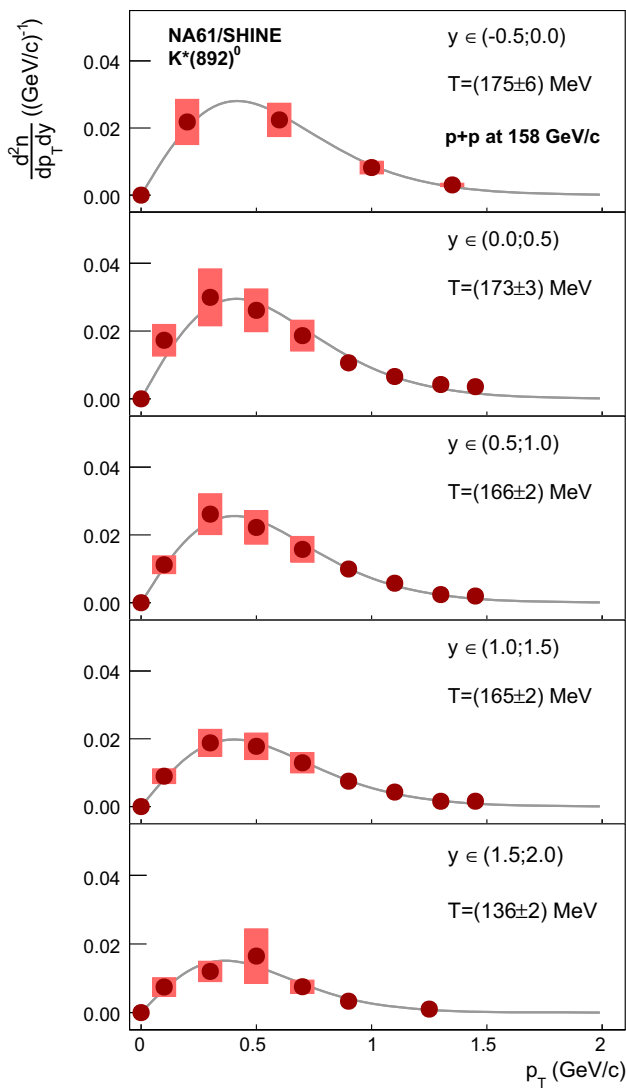 NA61/SHINE
K*(892)⁰
y ∈ (-0.5;0.0)
T=(175±6) MeV
p+p at 158 GeV/c
d²n
dp_T dy ((GeV/c)⁻¹)
0.04
0.02
0.00
y ∈ (0.0;0.5)
T=(173±3) MeV
0.04
0.02
0.00
y ∈ (0.5;1.0)
T=(166±2) MeV
0.04
0.02
0.00
y ∈ (1.0;1.5)
T=(165±2) MeV
0.04
0.02
0.00
y ∈ (1.5;2.0)
T=(136±2) MeV
0.04
0.02
0.00
0 0.5 1 1.5 2
p_T (GeV/c)